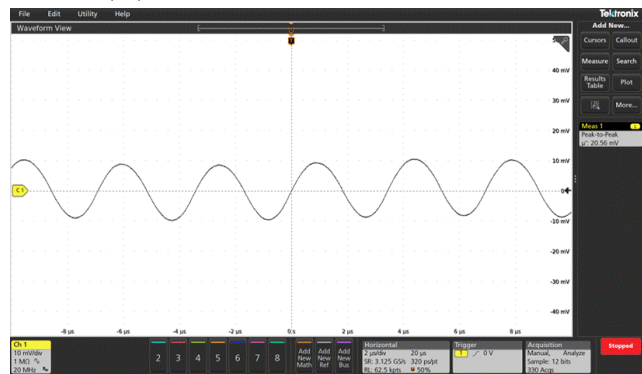 File Edit Utility Help
Tektronix
Waveform View
Add New...
Cursors Callout
Measure Search
Results Table Plot
More...
Meas 1 1
Peak-to-Peak
µ': 20.56 mV
40 mV
30 mV
20 mV
10 mV
C1
-10 mV
-20 mV
-30 mV
-40 mV
-8 µs -6 µs -4 µs -2 µs 0 s 2 µs 4 µs 6 µs 8 µs
Ch 1
10 mV/div
1 MΩ
20 MHz
2 3 4 5 6 7 8
Add New Math
Add New Ref
Add New Bus
Horizontal
2 µs/div 20 µs
SR: 3.125 GS/s 320 ps/pt
RL: 62.5 kpts 50%
Trigger
1 0 V
Acquisition
Manual, Analyze
Sample: 12 bits
330 Acqs
Stopped